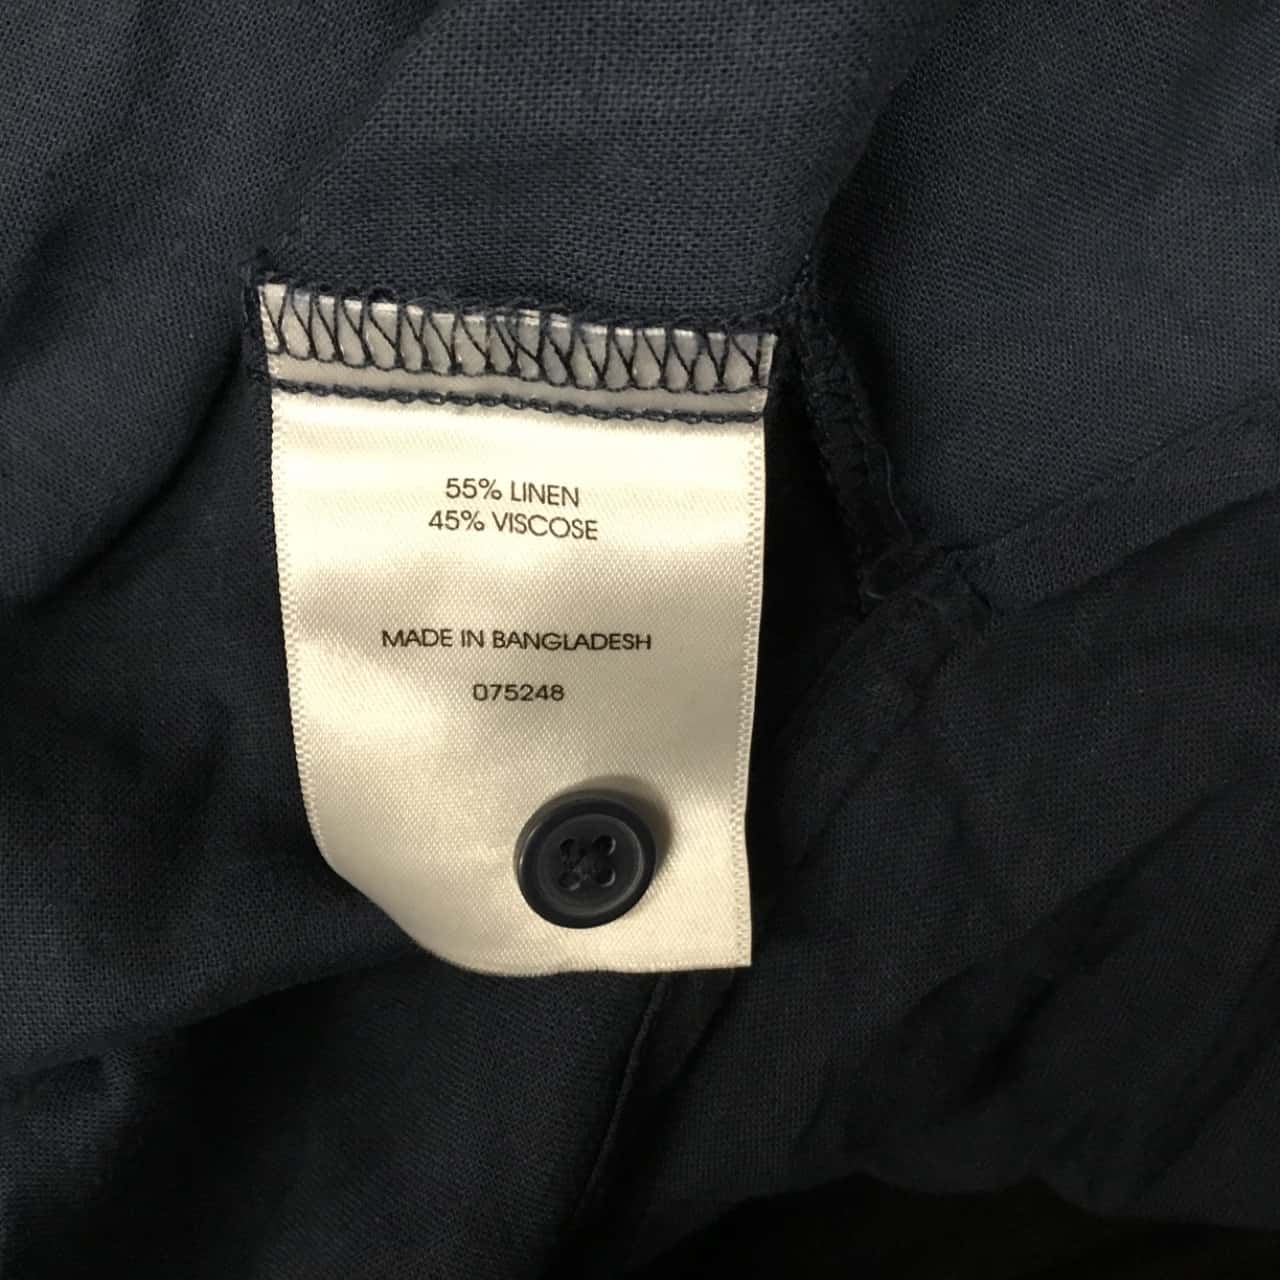 55% LINEN
45% VISCOSE
MADE IN BANGLADESH
075248